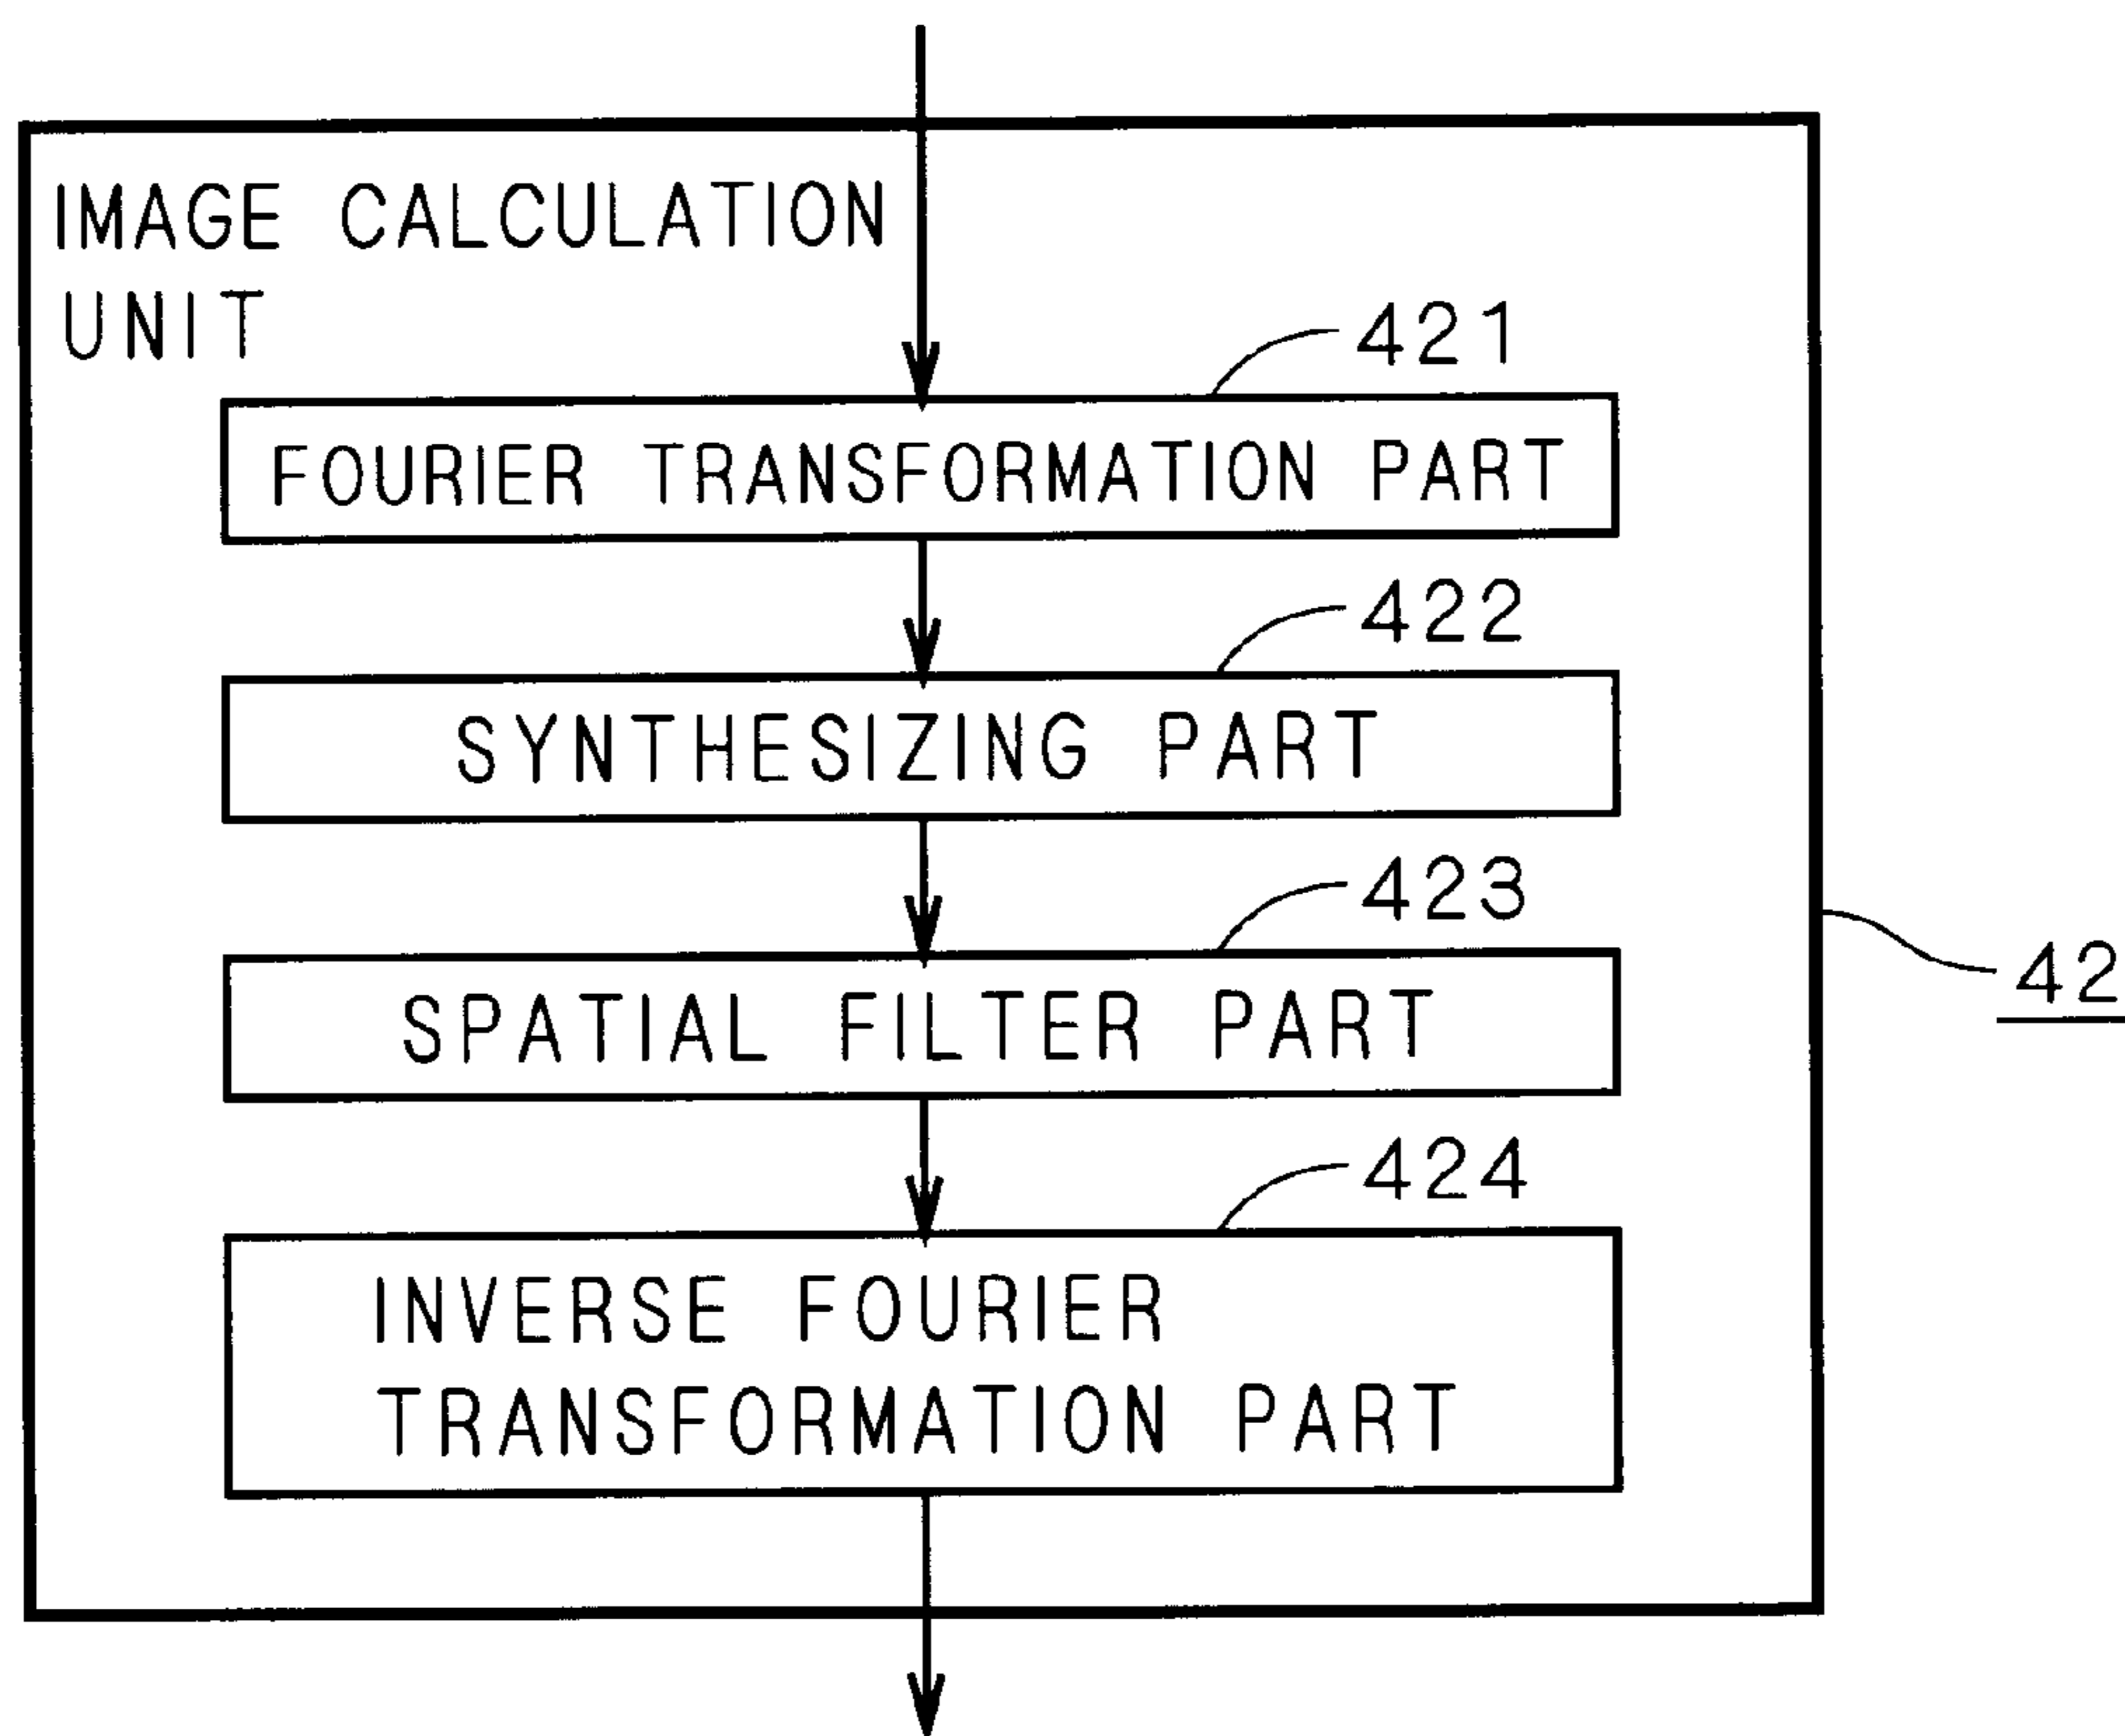 IMAGE CALCULATION
UNIT
421
FOURIER TRANSFORMATION PART
422
SYNTHESIZING PART
423
SPATIAL FILTER PART
42
424
INVERSE FOURIER
TRANSFORMATION PART